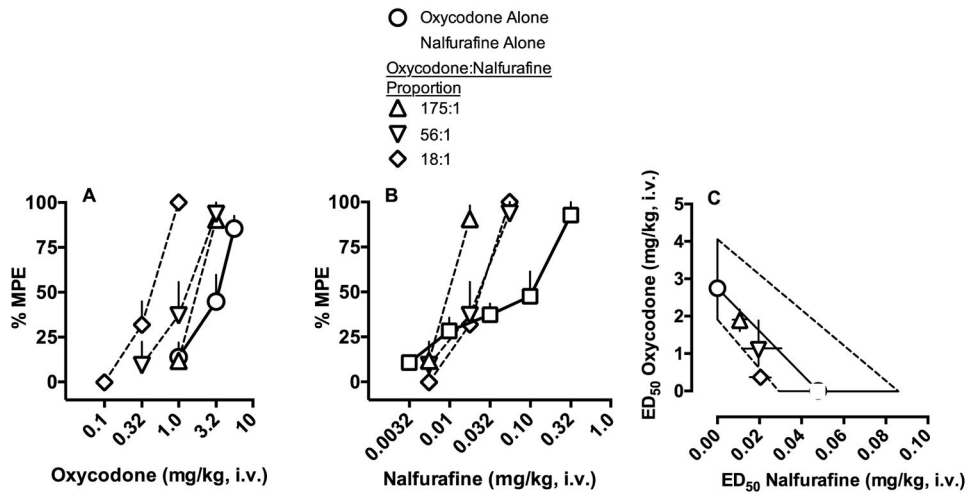 Oxycodone Alone
Nalfurafine Alone
Oxycodone:Nalfurafine
Proportion
175:1
56:1
18:1
A
100
75
50
25
0
% MPE
0.1
0.32
1.0
3.2
10
Oxycodone (mg/kg, i.v.)
B
100
75
50
25
0
% MPE
0.0032
0.01
0.032
0.10
0.32
1.0
Nalfurafine (mg/kg, i.v.)
C
5
4
3
2
1
0
ED50 Oxycodone (mg/kg, i.v.)
0.00
0.02
0.04
0.06
0.08
0.10
ED50 Nalfurafine (mg/kg, i.v.)